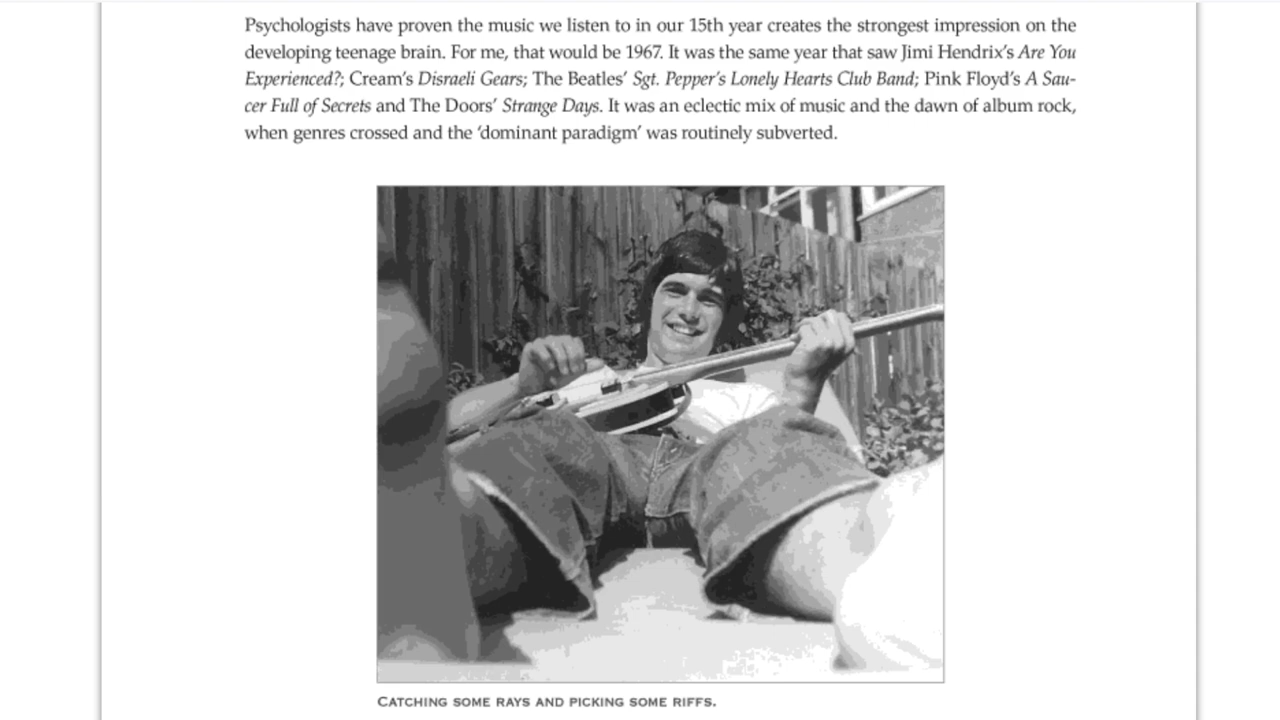 Psychologists have proven the music we listen to in our 15th year creates the strongest impression on the
developing teenage brain. For me, that would be 1967. It was the same year that saw Jimi Hendrix’s Are You
Experienced?; Cream’s Disraeli Gears; The Beatles’ Sgt. Pepper’s Lonely Hearts Club Band; Pink Floyd’s A Sau-
cer Full of Secrets and The Doors’ Strange Days. It was an eclectic mix of music and the dawn of album rock,
when genres crossed and the ‘dominant paradigm’ was routinely subverted.
Catching some rays and picking some riffs.